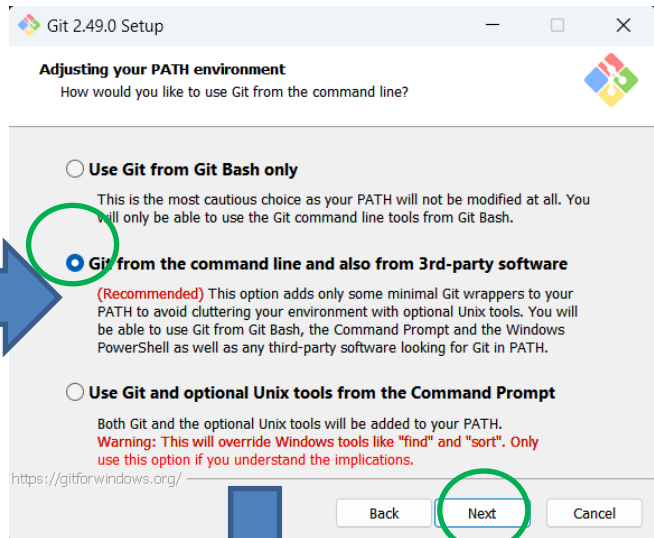 Git 2.49.0 Setup
Adjusting your PATH environment
How would you like to use Git from the command line?
Use Git from Git Bash only
This is the most cautious choice as your PATH will not be modified at all. You
will only be able to use the Git command line tools from Git Bash.
Git from the command line and also from 3rd-party software
(Recommended) This option adds only some minimal Git wrappers to your
PATH to avoid cluttering your environment with optional Unix tools. You will
be able to use Git from Git Bash, the Command Prompt and the Windows
PowerShell as well as any third-party software looking for Git in PATH.
Use Git and optional Unix tools from the Command Prompt
Both Git and the optional Unix tools will be added to your PATH.
Warning: This will override Windows tools like "find" and "sort". Only
use this option if you understand the implications.
https://gitforwindows.org/
Back Next Cancel